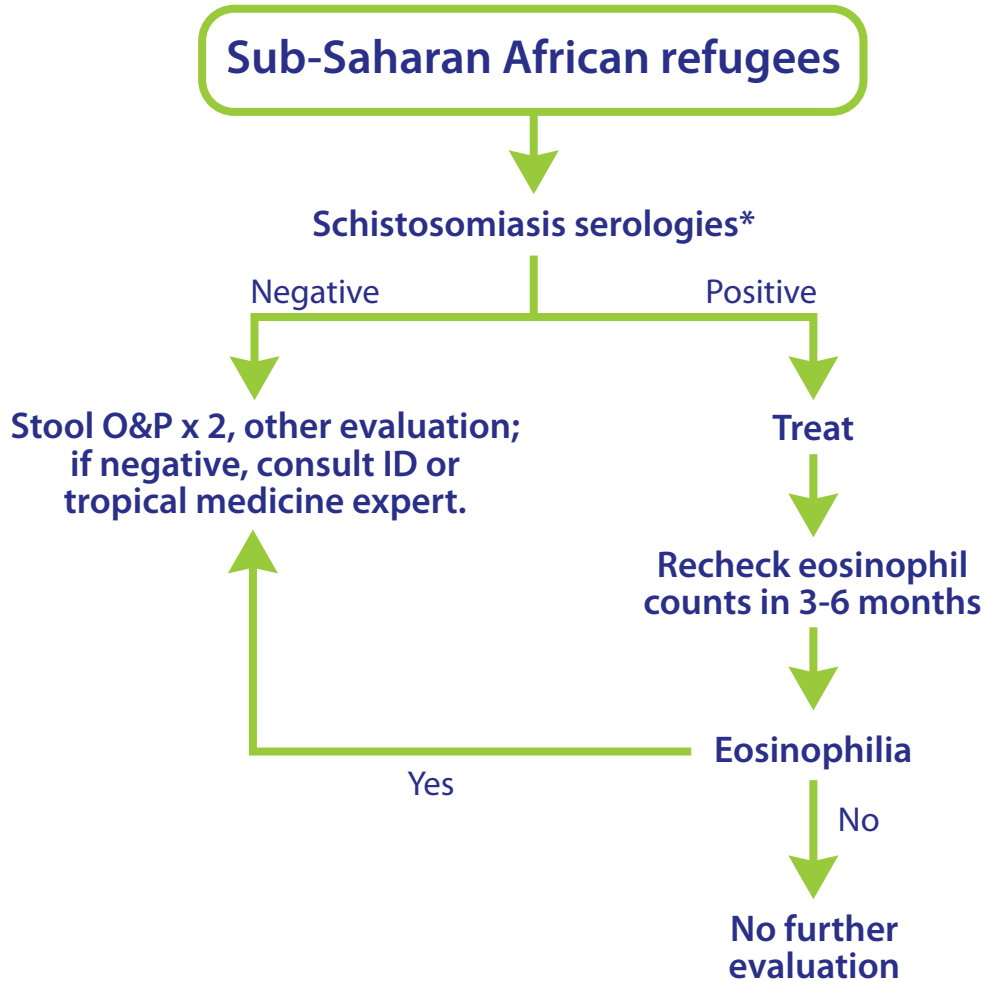 Sub-Saharan African refugees
Schistosomiasis serologies*
Negative
Positive
Stool O&P x 2, other evaluation;
if negative, consult ID or
tropical medicine expert.
Treat
Recheck eosinophil
counts in 3-6 months
Eosinophilia
Yes
No
No further
evaluation